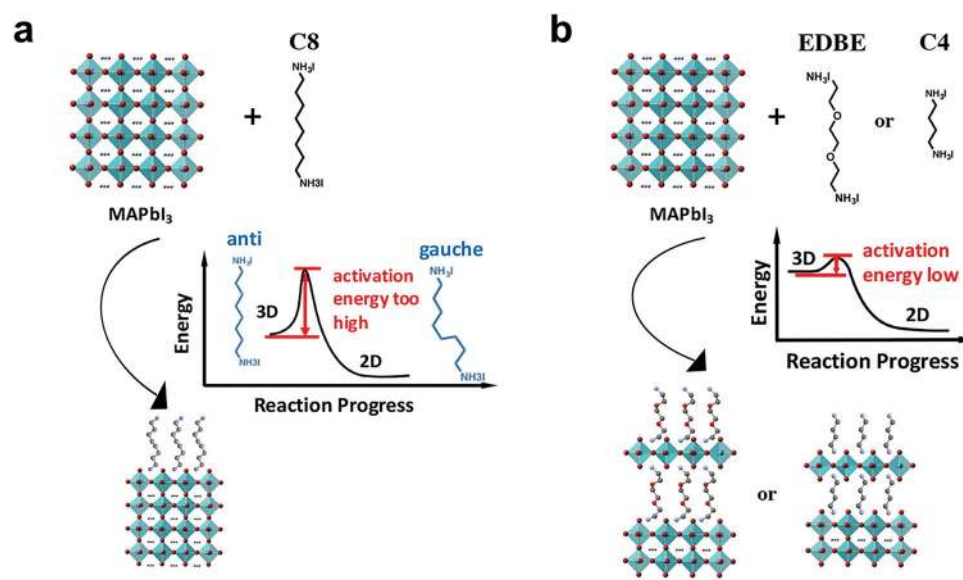 a
C8
NH3I
NH3I
+
MAPbI3
anti
NH3I
NH3I
gauche
NH3I
NH3I
3D
activation
energy too
high
2D
Energy
Reaction Progress
b
EDBE
C4
NH3I
O
O
NH3I
+
or
NH3I
NH3I
MAPbI3
3D
activation
energy low
2D
Energy
Reaction Progress
or